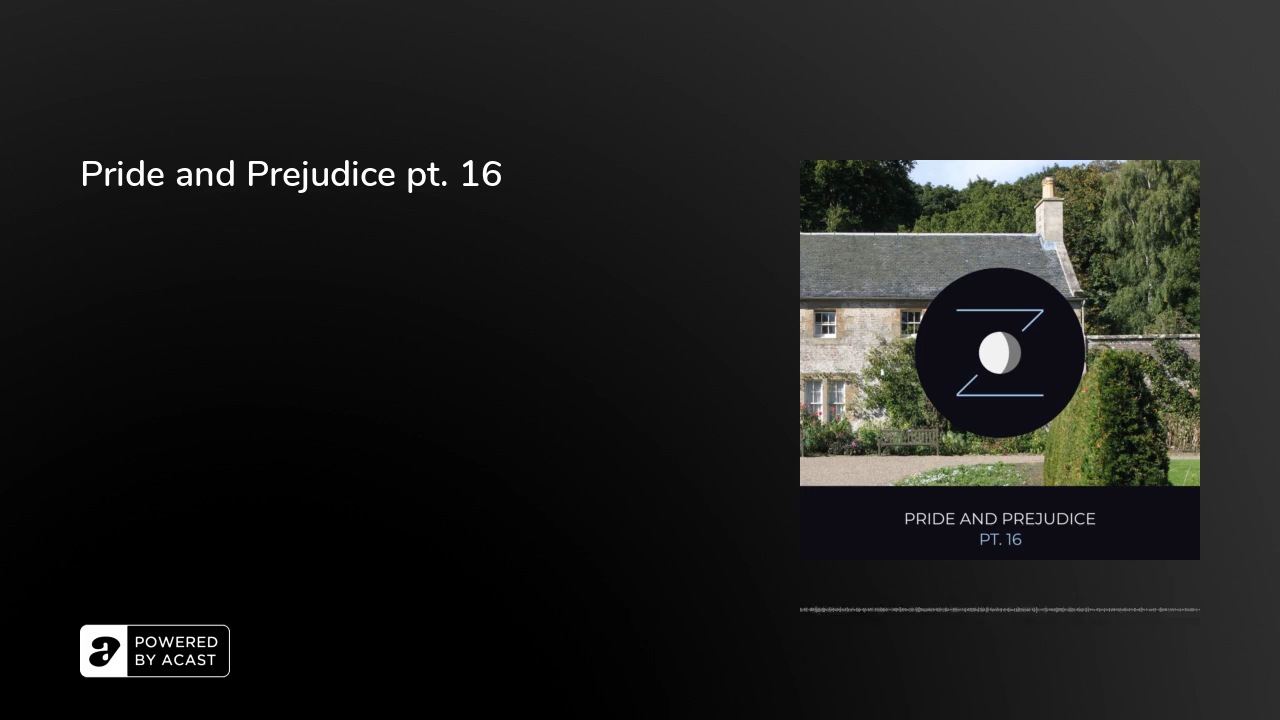 Pride and Prejudice pt. 16
Z
PRIDE AND PREJUDICE
PT. 16
a
POWERED
BY ACAST